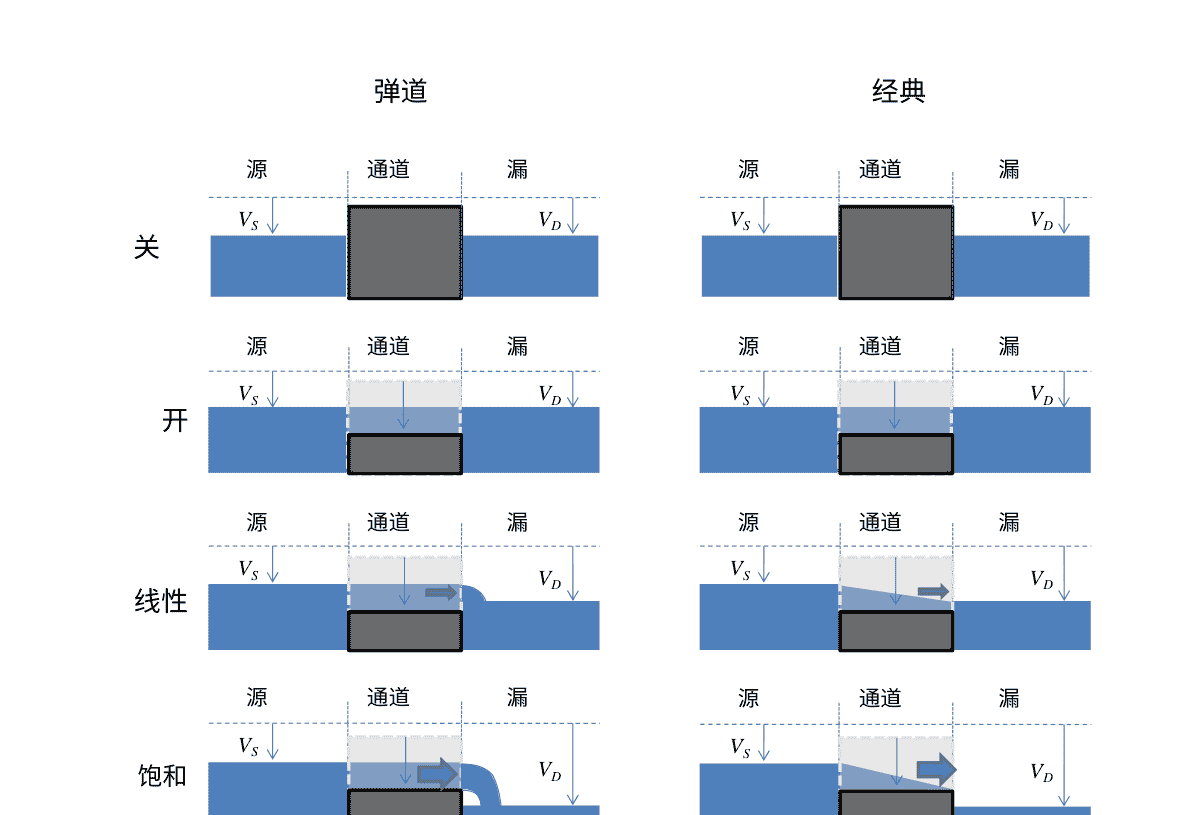 弹道 经典
源 通道 漏 源 通道 漏
关 VS VD VS VD
源 通道 漏 源 通道 漏
开 VS VD VS VD
源 通道 漏 源 通道 漏
线性 VS VD VS VD
源 通道 漏 源 通道 漏
饱和 VS VD VS VD